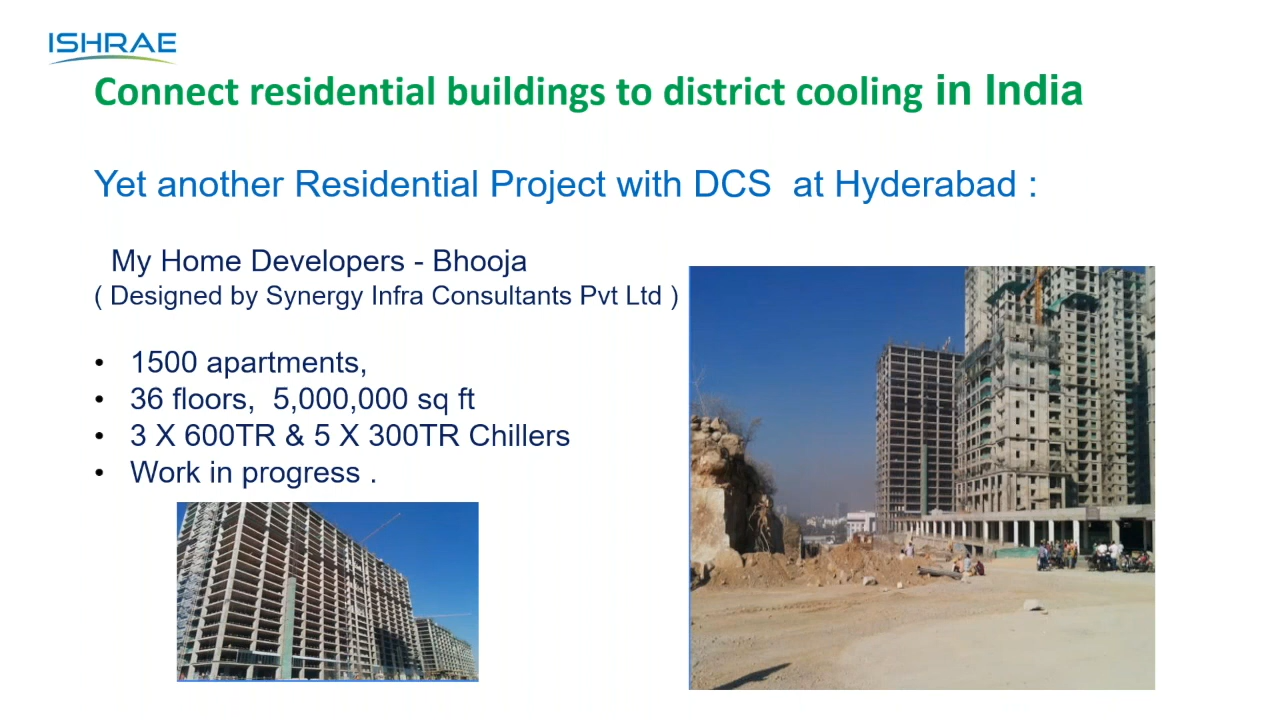 ISHRAE
Connect residential buildings to district cooling in India
Yet another Residential Project with DCS at Hyderabad :
My Home Developers - Bhooja
( Designed by Synergy Infra Consultants Pvt Ltd )
• 1500 apartments,
• 36 floors, 5,000,000 sq ft
• 3 X 600TR & 5 X 300TR Chillers
• Work in progress .